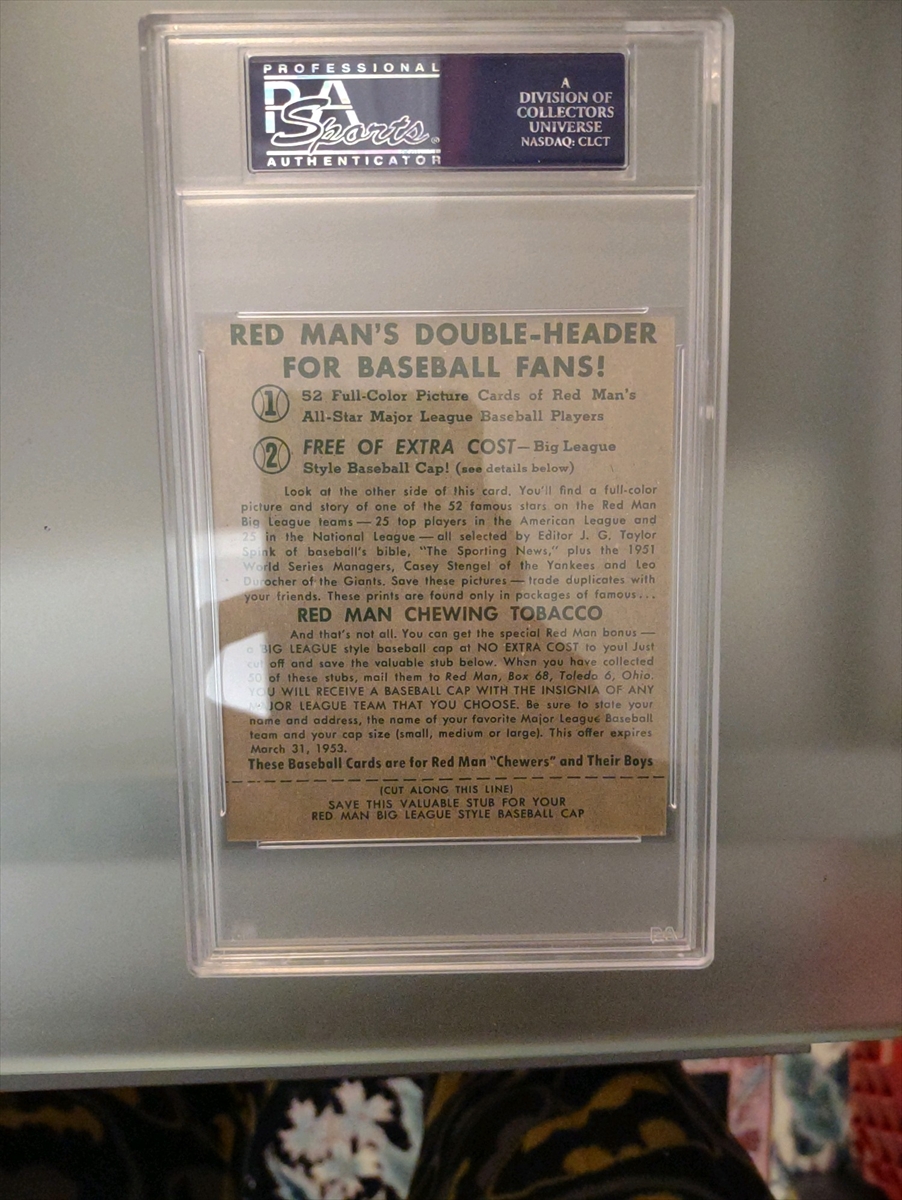 PROFESSIONAL
PSA
Sports®
AUTHENTICATOR
A
DIVISION OF
COLLECTORS
UNIVERSE
NASDAQ: CLCT
RED MAN'S DOUBLE-HEADER
FOR BASEBALL FANS!
1 52 Full-Color Picture Cards of Red Man's
All-Star Major League Baseball Players
2 FREE OF EXTRA COST—Big League
Style Baseball Cap! (see details below)
Look at the other side of this card. You'll find a full-color
picture and story of one of the 52 famous stars on the Red Man
Big League teams—25 top players in the American League and
25 in the National League—all selected by Editor J. G. Taylor
Spink of baseball's bible, "The Sporting News," plus the 1951
World Series Managers, Casey Stengel of the Yankees and Leo
Durocher of the Giants. Save these pictures—trade duplicates with
your friends. These prints are found only in packages of famous...
RED MAN CHEWING TOBACCO
And that's not all. You can get the special Red Man bonus—
a BIG LEAGUE style baseball cap at NO EXTRA COST to you! Just
cut off and save the valuable stub below. When you have collected
50 of these stubs, mail them to Red Man, Box 68, Toledo 6, Ohio.
YOU WILL RECEIVE A BASEBALL CAP WITH THE INSIGNIA OF ANY
MAJOR LEAGUE TEAM THAT YOU CHOOSE. Be sure to state your
name and address, the name of your favorite Major League Baseball
team and your cap size (small, medium or large). This offer expires
March 31, 1953.
These Baseball Cards are for Red Man "Chewers" and Their Boys
(CUT ALONG THIS LINE)
SAVE THIS VALUABLE STUB FOR YOUR
RED MAN BIG LEAGUE STYLE BASEBALL CAP
PSA